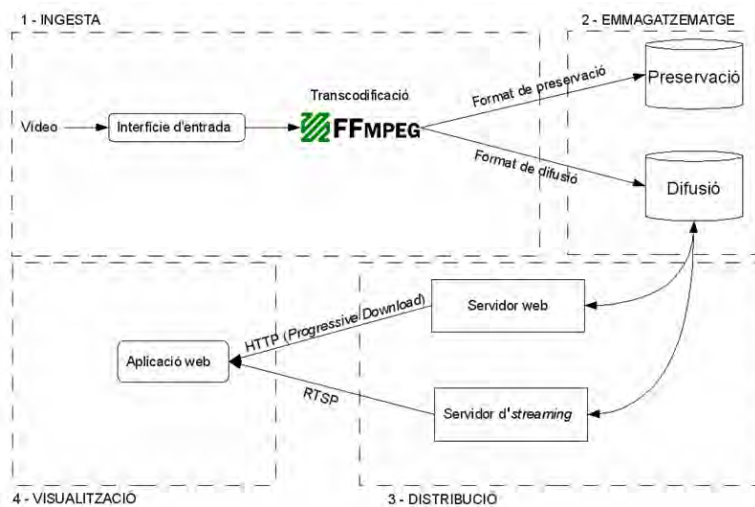 1 - INGESTA
2 - EMMAGATZEMATGE
Transcodificació
Format de preservació
Preservació
Vídeo
Interfície d'entrada
FFMPEG
Format de difusió
Difusió
HTTP (Progressive Download)
Servidor web
Aplicació web
RTSP
Servidor d'streaming
4 - VISUALITZACIÓ
3 - DISTRIBUCIÓ